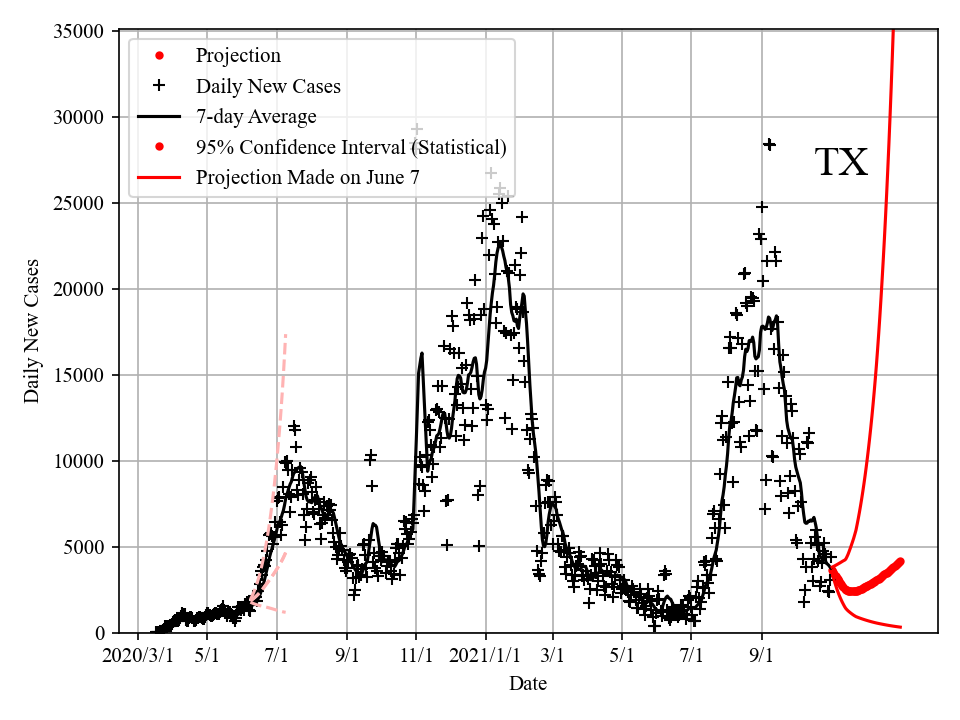 35000
30000
25000
20000
15000
10000
5000
0
Daily New Cases
Projection
Daily New Cases
7-day Average
95% Confidence Interval (Statistical)
Projection Made on June 7
TX
2020/3/1 5/1 7/1 9/1 11/1 2021/1/1 3/1 5/1 7/1 9/1
Date